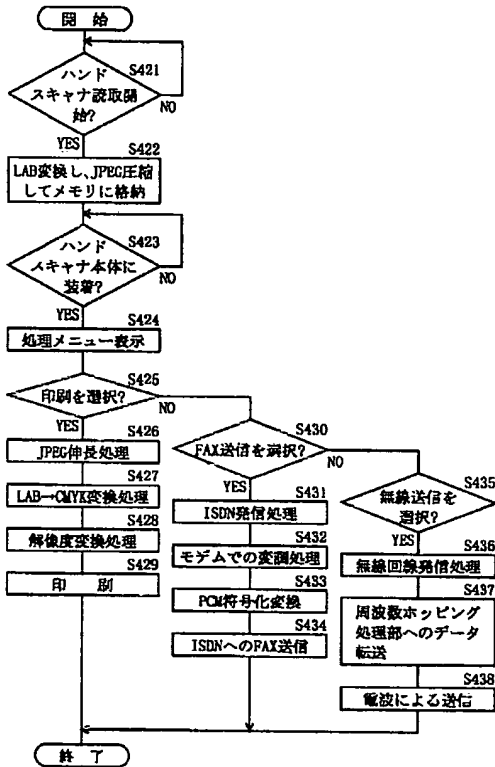 開 始
S421
ハンド
スキャナ読取開
始?
NO
YES
S422
LAB変換し、JPEG圧縮
してメモリに格納
S423
ハンド
スキャナ本体に
装着?
NO
YES
S424
処理メニュー表示
S425
印刷を選択?
NO
YES
S426
JPEG伸長処理
S427
LAB→CMYK変換処理
S428
解像度変換処理
S429
印 刷
S430
FAX送信を選択?
NO
YES
S431
ISDN発信処理
S432
モデムでの変調処理
S433
PCM符号化変換
S434
ISDNへのFAX送信
S435
無線送信を
選択?
YES
S436
無線回線発信処理
S437
周波数ホッピング
処理部へのデータ
転送
S438
電波による送信
終 了